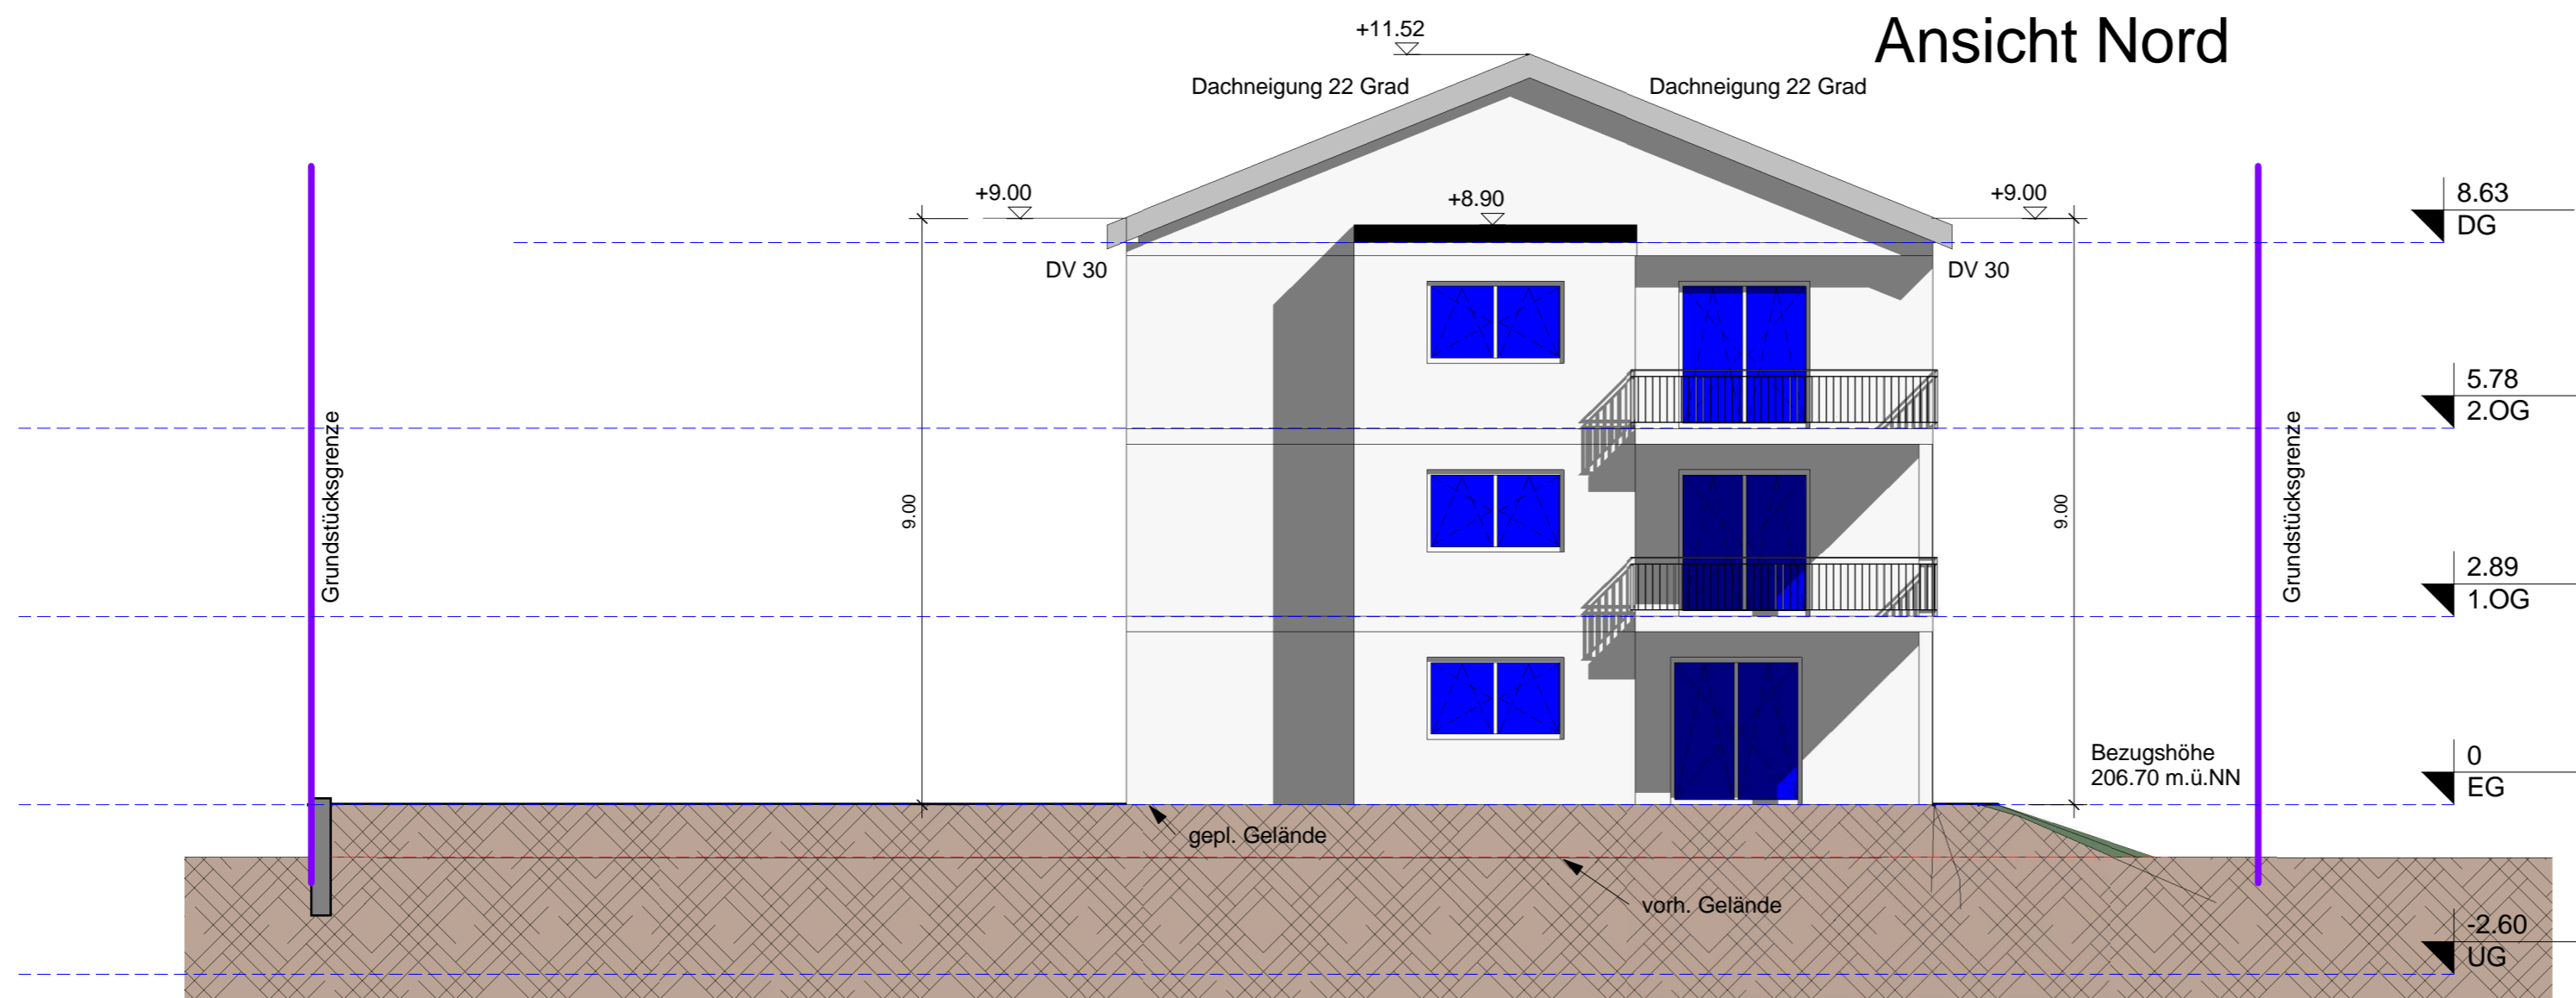 Ansicht Nord
+11.52
Dachneigung 22 Grad
Dachneigung 22 Grad
+9.00
+8.90
+9.00
8.63
DG
DV 30
DV 30
5.78
2.OG
Grundstücksgrenze
Grundstücksgrenze
9.00
9.00
2.89
1.OG
Bezugshöhe
206.70 m.ü.NN
0
EG
gepl. Gelände
vorh. Gelände
-2.60
UG